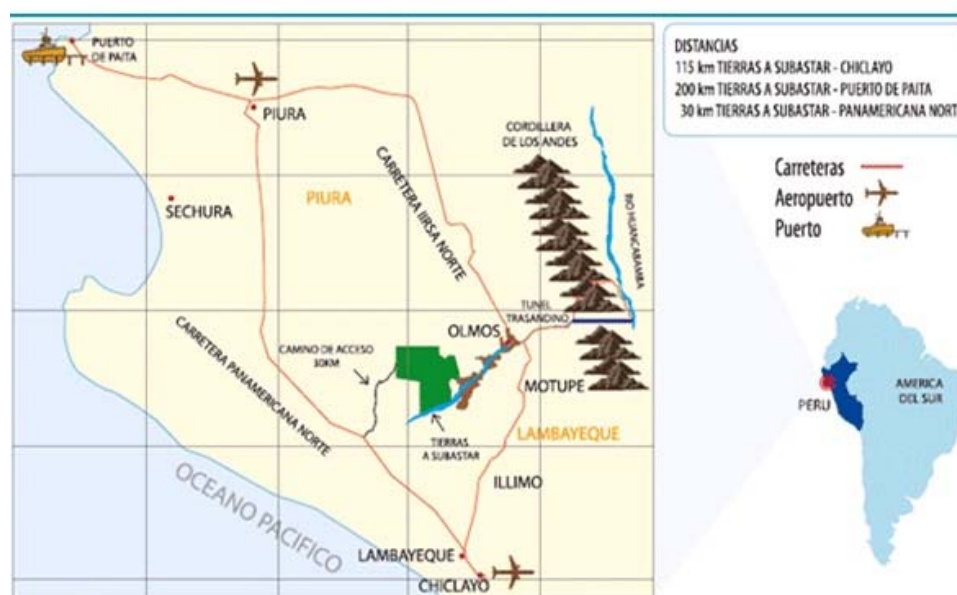 PUERTO
DE PAITA
PIURA
SECHURA
PIURA
CARRETERA IIRSA NORTE
CORDILLERA
DE LOS ANDES
RIO HUANCABAMBA
TUNEL
TRASANDINO
OLMOS
CAMINO DE ACCESO
30KM
MOTUPE
CARRETERA PANAMERICANA NORTE
TIERRAS
A SUBASTAR
LAMBAYEQUE
ILLIMO
OCEANO PACIFICO
LAMBAYEQUE
CHICLAYO
DISTANCIAS
115 km TIERRAS A SUBASTAR - CHICLAYO
200 km TIERRAS A SUBASTAR - PUERTO DE PAITA
30 km TIERRAS A SUBASTAR - PANAMERICANA NORT
Carreteras
Aeropuerto
Puerto
AMERICA
DEL SUR
PERU